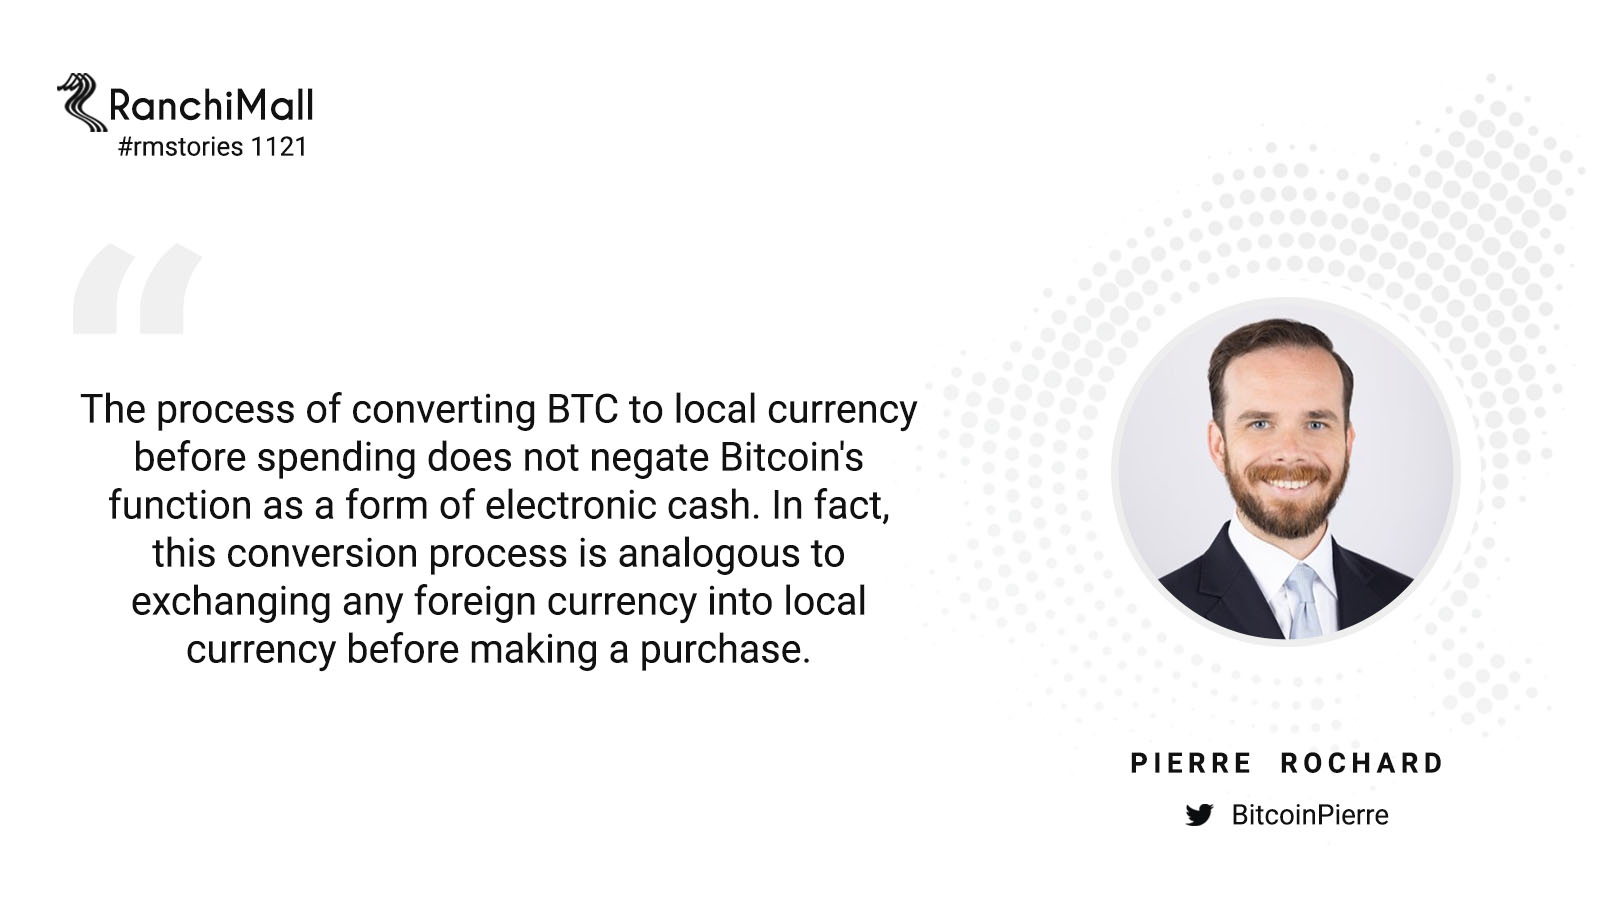 RanchiMall
#rmstories 1121
“
The process of converting BTC to local currency
before spending does not negate Bitcoin's
function as a form of electronic cash. In fact,
this conversion process is analogous to
exchanging any foreign currency into local
currency before making a purchase.
PIERRE ROCHARD
BitcoinPierre